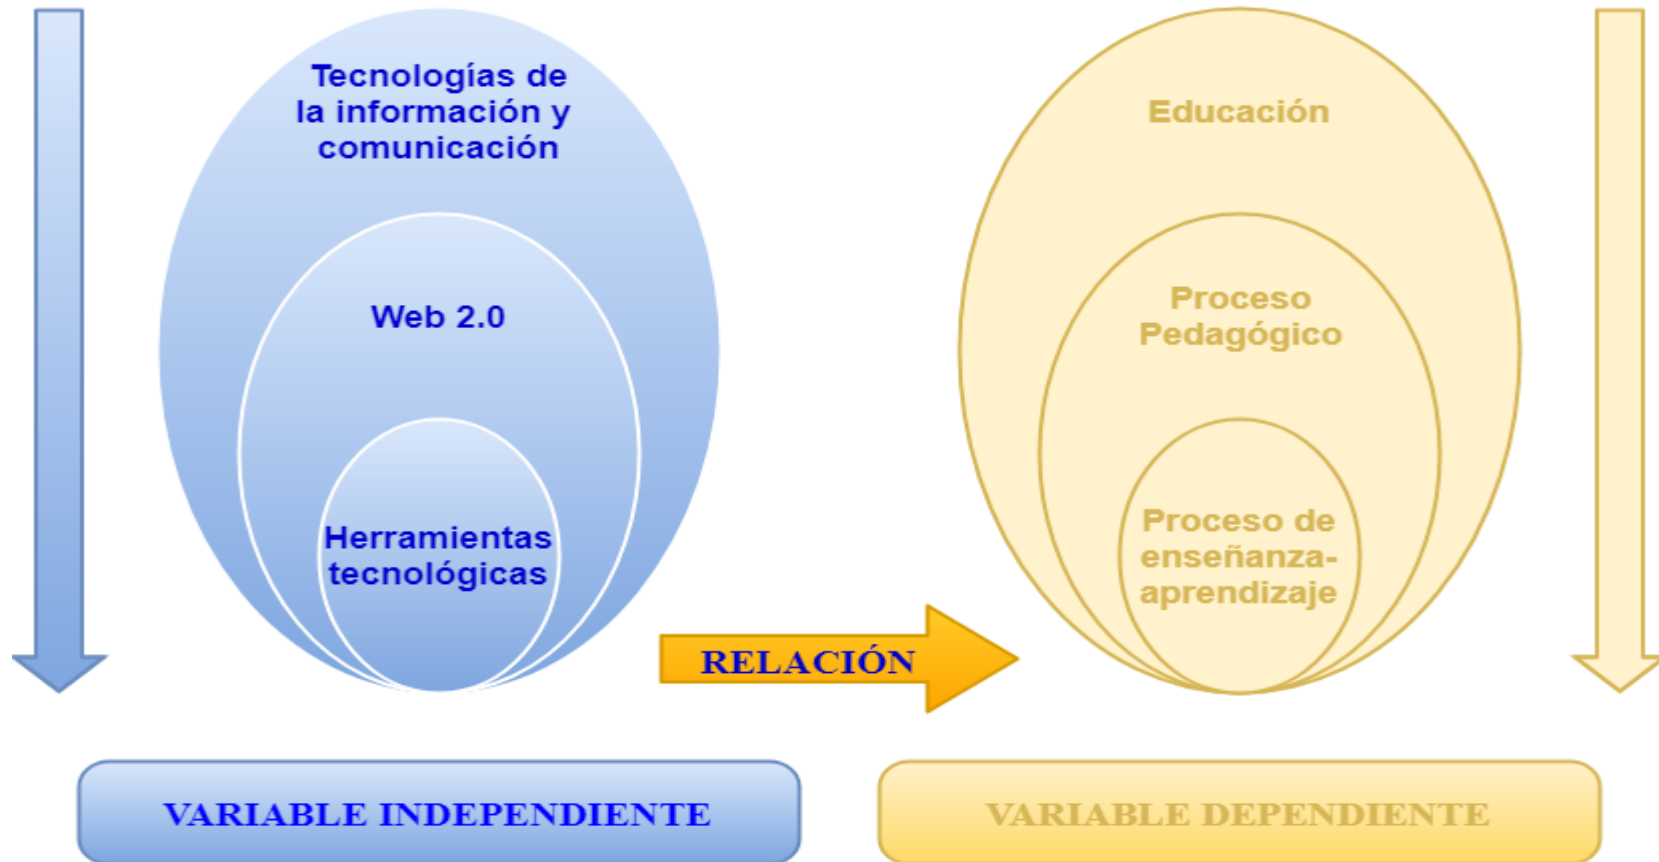 Tecnologías de
la información y
comunicación
Web 2.0
Herramientas
tecnológicas
Educación
Proceso
Pedagógico
Proceso de
enseñanza-
aprendizaje
RELACIÓN
VARIABLE INDEPENDIENTE
VARIABLE DEPENDIENTE